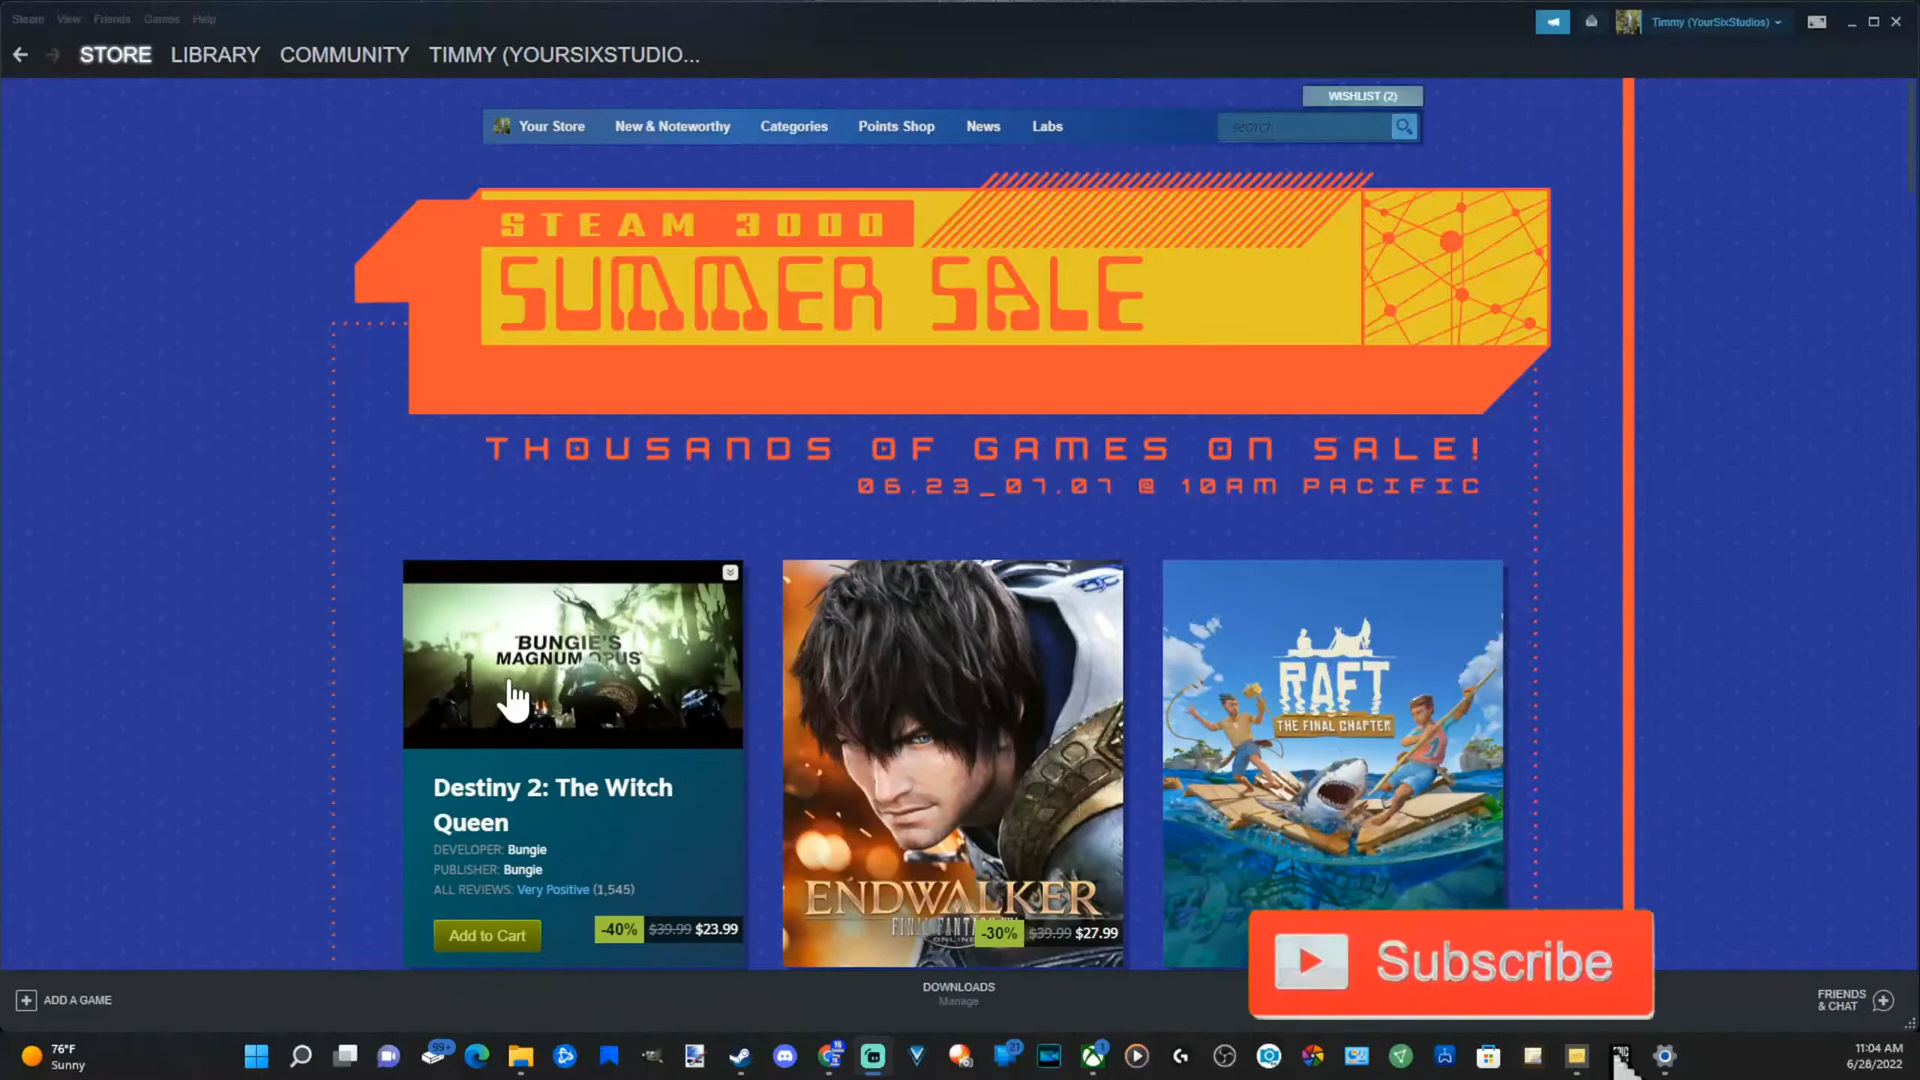 Steam View Friends Games Help
Timmy (YourSixStudios)
STORE LIBRARY COMMUNITY TIMMY (YOURSIXSTUDIO...
WISHLIST (2)
Your Store New & Noteworthy Categories Points Shop News Labs search
STEAM 3000
SUMMER SALE
THOUSANDS OF GAMES ON SALE!
06.23_07.07 @ 10AM PACIFIC
BUNGIE'S
MAGNUM OPUS
Destiny 2: The Witch
Queen
DEVELOPER: Bungie
PUBLISHER: Bungie
ALL REVIEWS: Very Positive (1,545)
Add to Cart
-40% $39.99 $23.99
ENDWALKER
-30% $39.99 $27.99
RAFT
THE FINAL CHAPTER
Subscribe
ADD A GAME
DOWNLOADS
Manage
FRIENDS
& CHAT
76°F
Sunny
99+
21
1
11:04 AM
6/28/2022